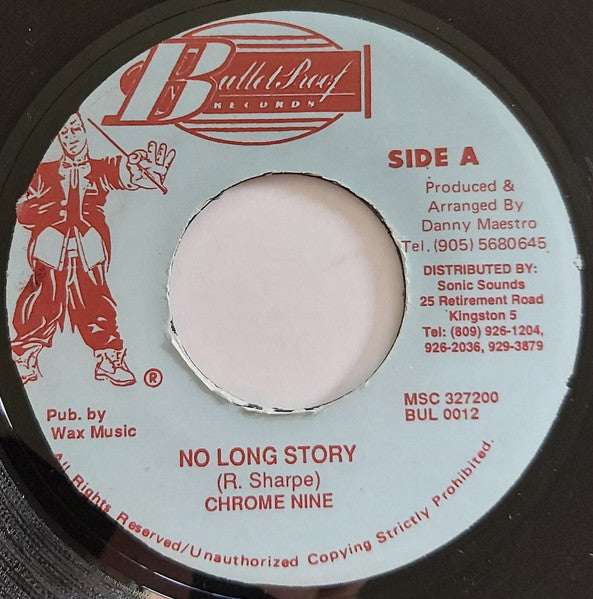 Bullet Proof
RECORDS
SIDE A
Produced &
Arranged By
Danny Maestro
Tel. (905) 5680645
DISTRIBUTED BY:
Sonic Sounds
25 Retirement Road
Kingston 5
Tel: (809) 926-1204,
926-2036, 929-3879
®
MSC 327200
BUL 0012
Pub. by
Wax Music
NO LONG STORY
(R. Sharpe)
CHROME NINE
All Rights Reserved/Unauthorized Copying Strictly Prohibited.